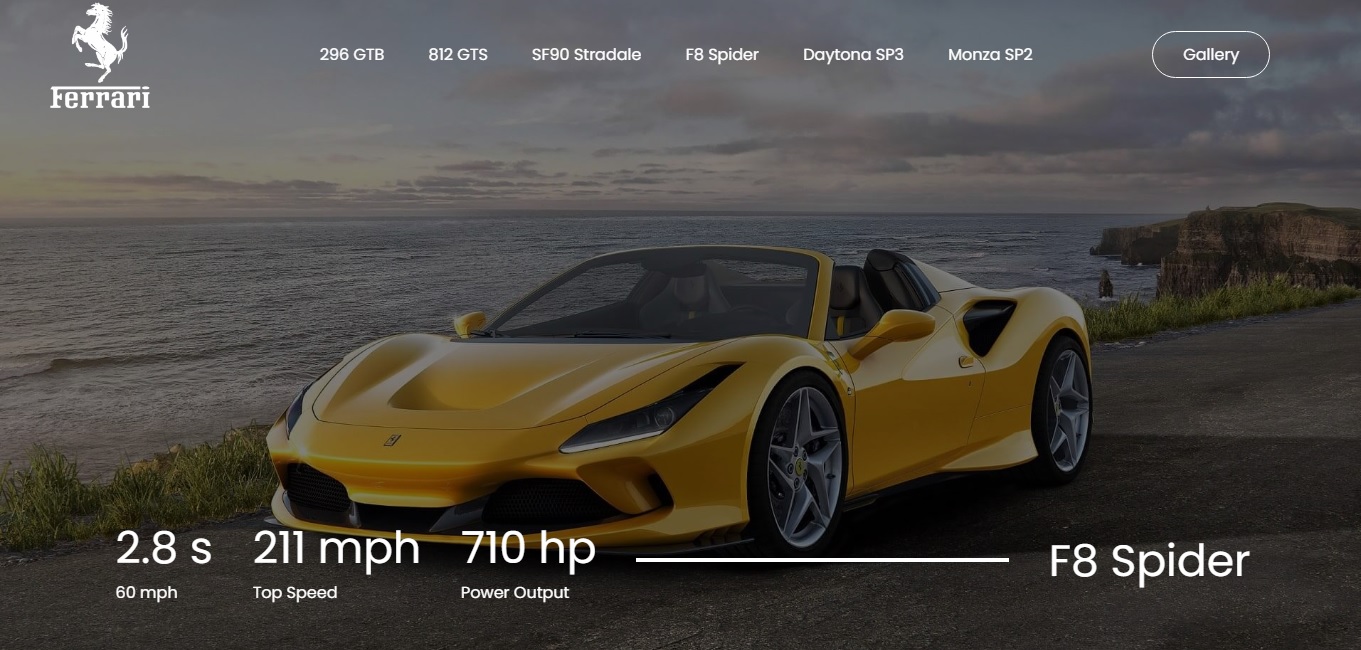 Ferrari
296 GTB
812 GTS
SF90 Stradale
F8 Spider
Daytona SP3
Monza SP2
Gallery
2.8 s
60 mph
211 mph
Top Speed
710 hp
Power Output
F8 Spider